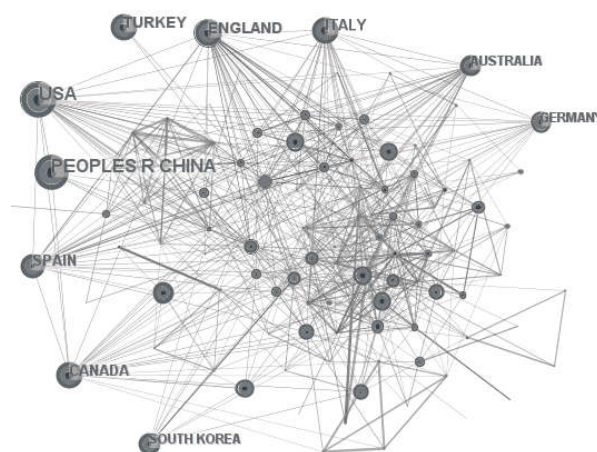 TURKEY
ENGLAND
ITALY
AUSTRALIA
USA
GERMANY
PEOPLES R CHINA
SPAIN
CANADA
SOUTH KOREA